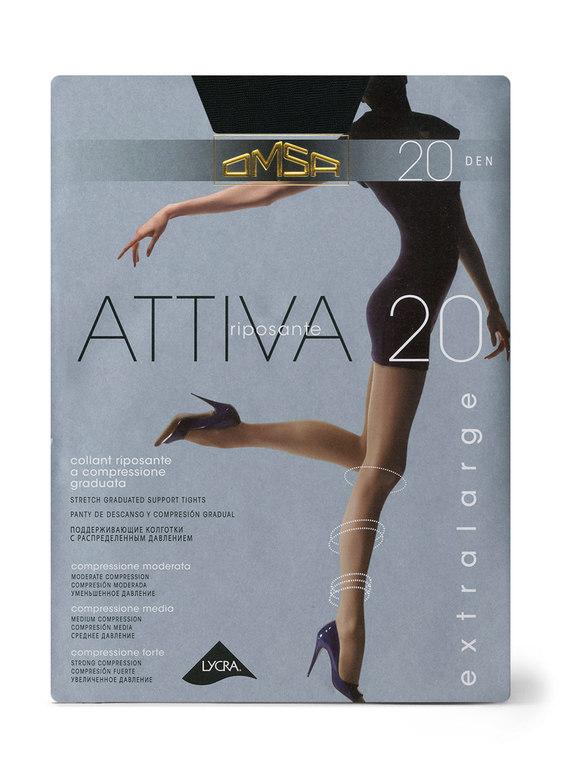 OMSA
20 DEN
ATTIVA 20
riposante
extralarge
collant riposante
a compressione
graduata
STRETCH GRADUATED SUPPORT TIGHTS
PANTY DE DESCANSO Y COMPRESIÓN GRADUAL
ПОДДЕРЖИВАЮЩИЕ КОЛГОТКИ
С РАСПРЕДЕЛЕННЫМ ДАВЛЕНИЕМ
compressione moderata
MODERATE COMPRESSION
COMPRESIÓN MODERADA
УМЕНЬШЕННОЕ ДАВЛЕНИЕ
compressione media
MEDIUM COMPRESSION
COMPRESIÓN MEDIA
СРЕДНЕЕ ДАВЛЕНИЕ
compressione forte
STRONG COMPRESSION
COMPRESIÓN FUERTE
УВЕЛИЧЕННОЕ ДАВЛЕНИЕ
LYCRA®